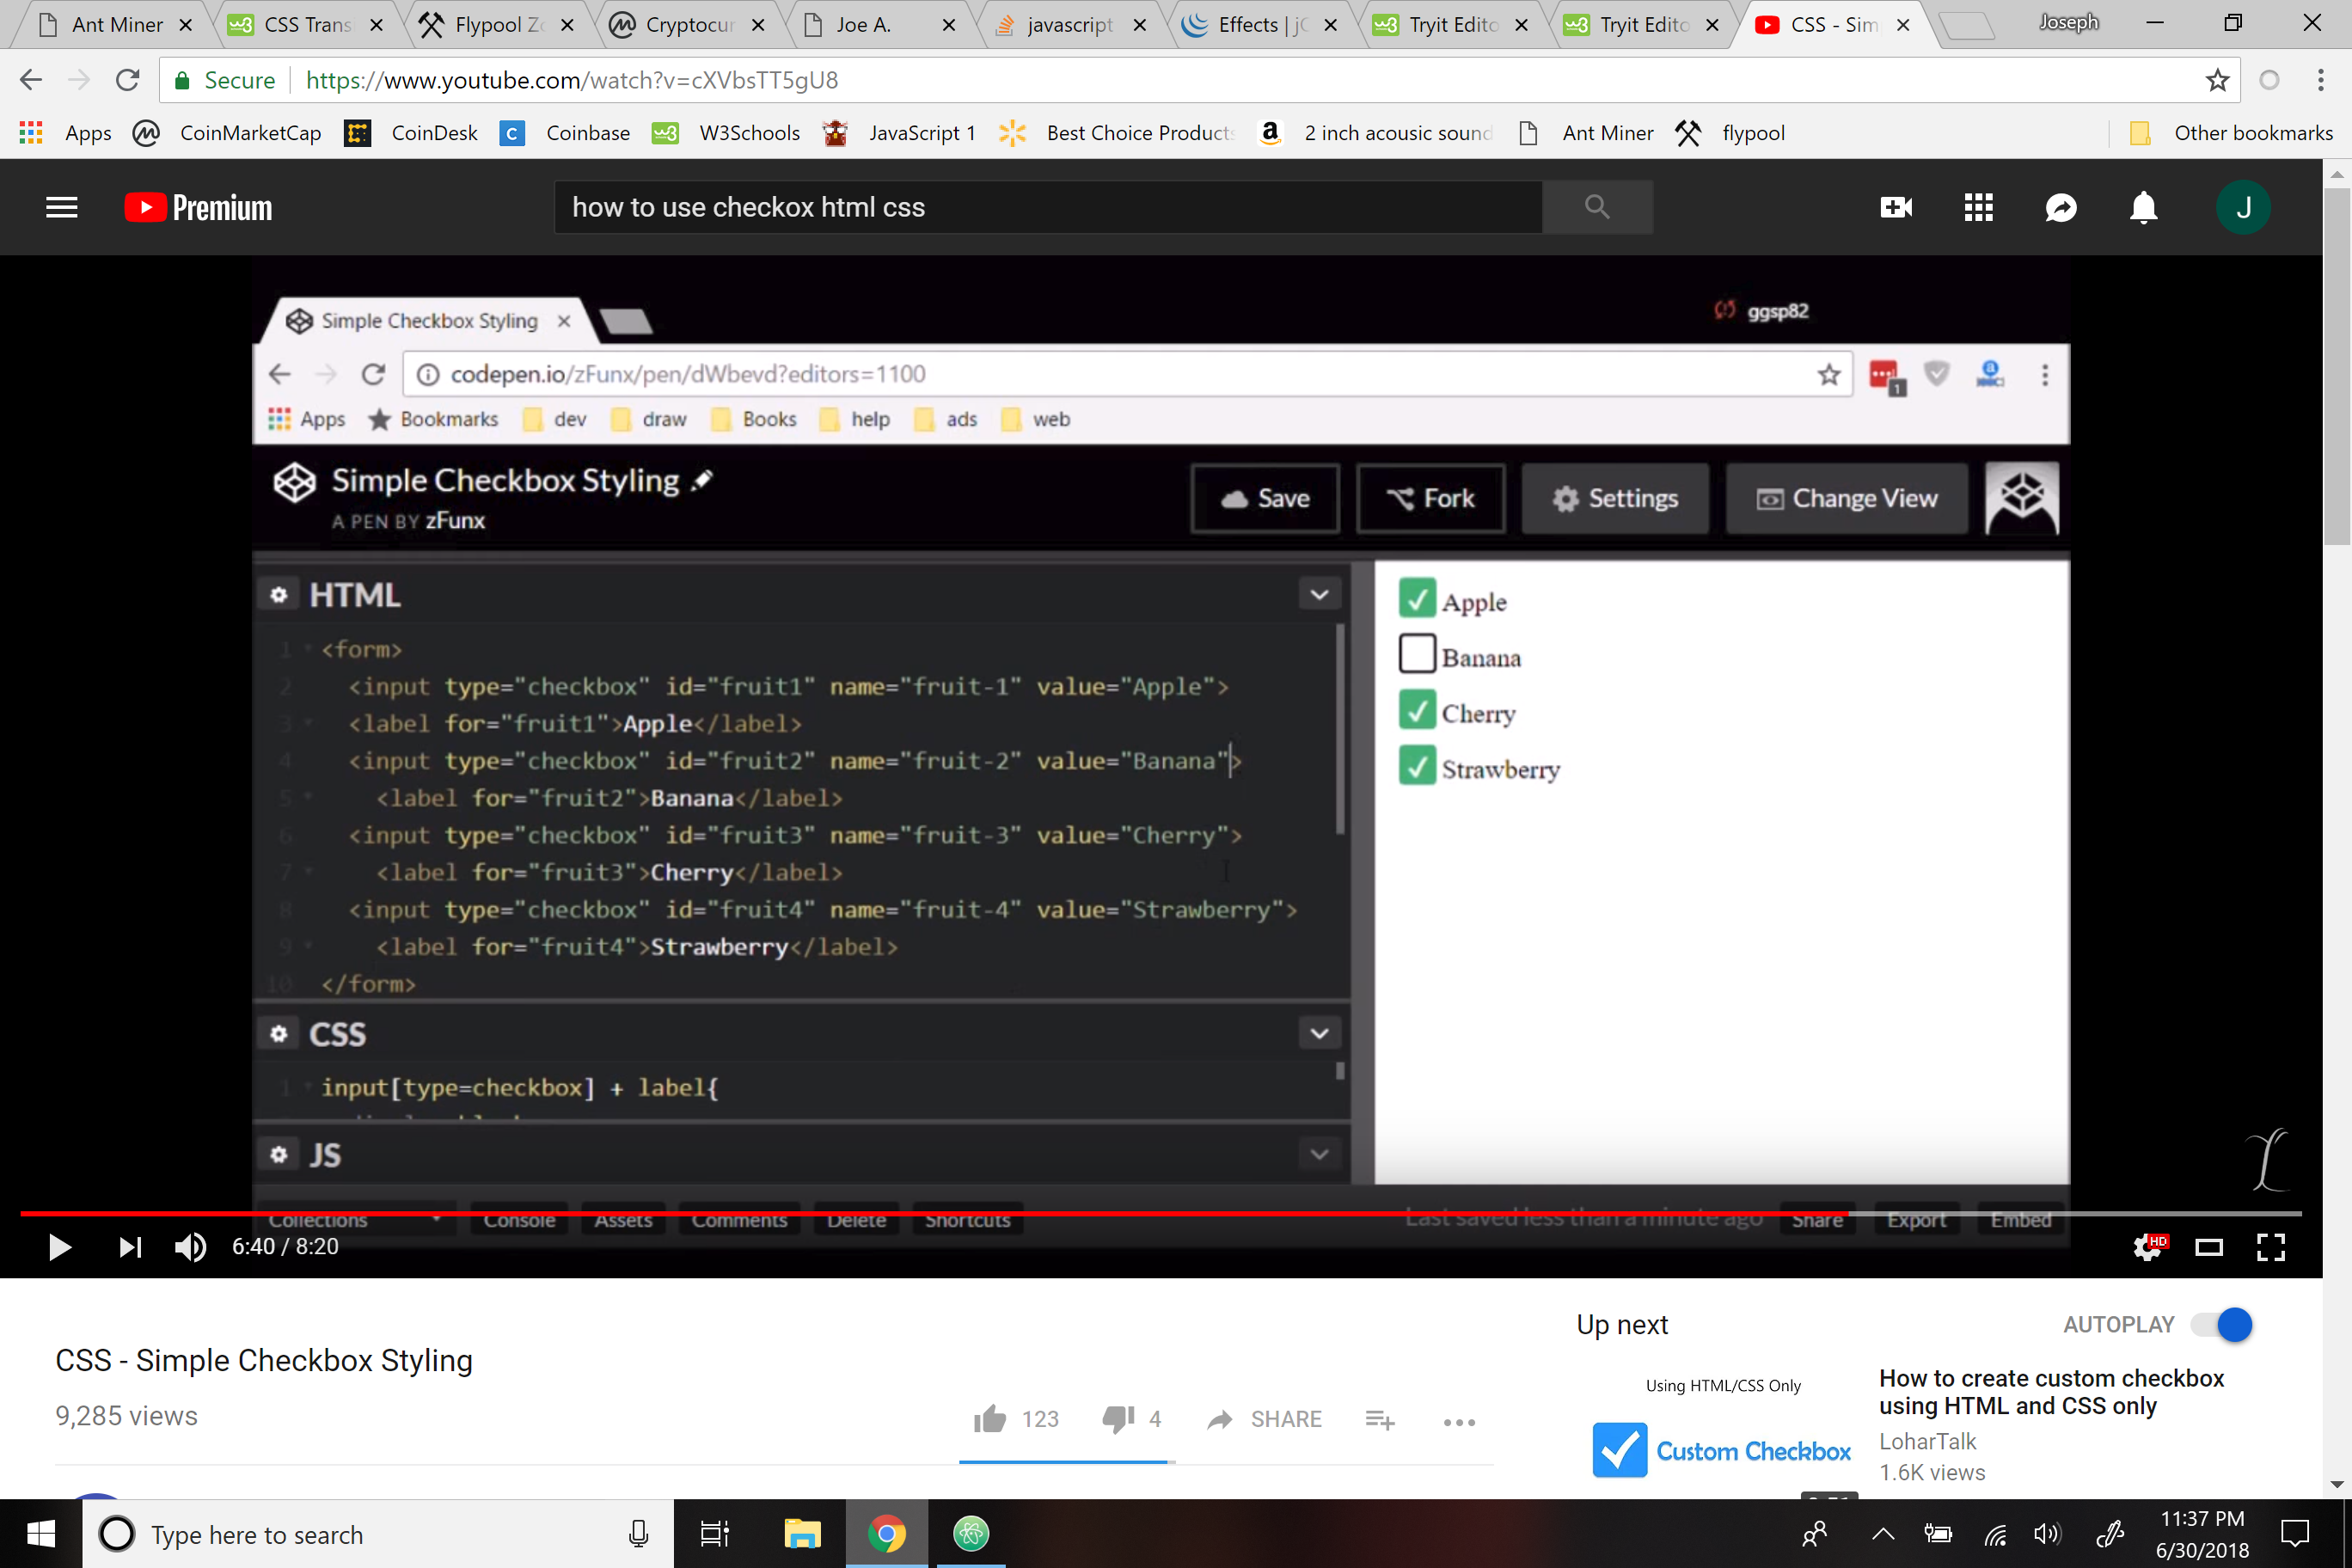 Ant Miner
CSS Trans
Flypool Zc
Cryptocur
Joe A.
javascript
Effects | jQ
Tryit Edito
Tryit Edito
CSS - Sim
Joseph
Secure
https://www.youtube.com/watch?v=cXVbsTT5gU8
Apps CoinMarketCap CoinDesk Coinbase W3Schools JavaScript 1 Best Choice Products 2 inch acousic sound Ant Miner flypool Other bookmarks
Premium
how to use checkox html css
J
Simple Checkbox Styling
ggsp82
codepen.io/zFunx/pen/dWbevd?editors=1100
1
Apps Bookmarks dev draw Books help ads web
Simple Checkbox Styling
A PEN BY zFunx
Save Fork Settings Change View
HTML
1 <form>
2 <input type="checkbox" id="fruit1" name="fruit-1" value="Apple">
3 <label for="fruit1">Apple</label>
4 <input type="checkbox" id="fruit2" name="fruit-2" value="Banana">
5 <label for="fruit2">Banana</label>
6 <input type="checkbox" id="fruit3" name="fruit-3" value="Cherry">
7 <label for="fruit3">Cherry</label>
8 <input type="checkbox" id="fruit4" name="fruit-4" value="Strawberry">
9 <label for="fruit4">Strawberry</label>
10 </form>
Apple
Banana
Cherry
Strawberry
CSS
1 input[type=checkbox] + label{
JS
Collections Console Assets Comments Delete Shortcuts Last saved less than a minute ago Share Export Embed
6:40 / 8:20
HD
CSS - Simple Checkbox Styling
9,285 views
123 4 SHARE
Up next
AUTOPLAY
Using HTML/CSS Only
Custom Checkbox
How to create custom checkbox
using HTML and CSS only
LoharTalk
1.6K views
Type here to search
11:37 PM
6/30/2018